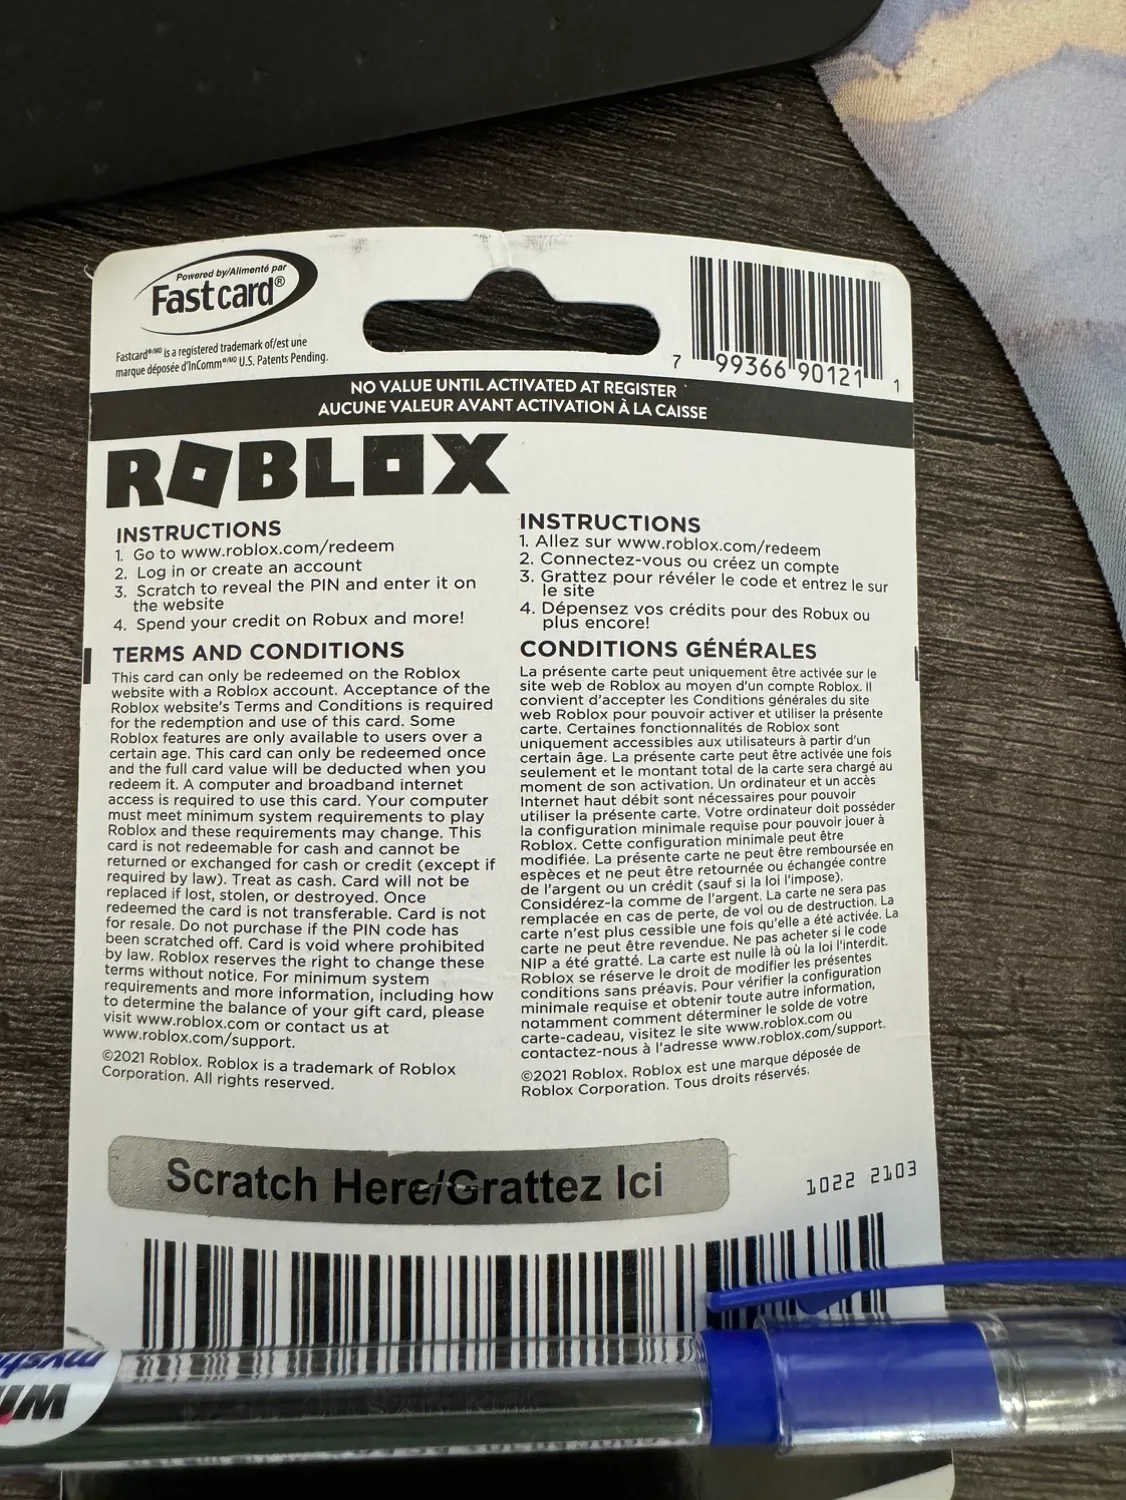 Powered by/Alimenté par
Fastcard®
Fastcard®/MD is a registered trademark of/est une
marque déposée d'InComm®/MD U.S. Patents Pending.
7 99366 90121 1
NO VALUE UNTIL ACTIVATED AT REGISTER
AUCUNE VALEUR AVANT ACTIVATION À LA CAISSE
ROBLOX
INSTRUCTIONS
1. Go to www.roblox.com/redeem
2. Log in or create an account
3. Scratch to reveal the PIN and enter it on
the website
4. Spend your credit on Robux and more!
TERMS AND CONDITIONS
This card can only be redeemed on the Roblox
website with a Roblox account. Acceptance of the
Roblox website's Terms and Conditions is required
for the redemption and use of this card. Some
Roblox features are only available to users over a
certain age. This card can only be redeemed once
and the full card value will be deducted when you
redeem it. A computer and broadband internet
access is required to use this card. Your computer
must meet minimum system requirements to play
Roblox and these requirements may change. This
card is not redeemable for cash and cannot be
returned or exchanged for cash or credit (except if
required by law). Treat as cash. Card will not be
replaced if lost, stolen, or destroyed. Once
redeemed the card is not transferable. Card is not
for resale. Do not purchase if the PIN code has
been scratched off. Card is void where prohibited
by law. Roblox reserves the right to change these
terms without notice. For minimum system
requirements and more information, including how
to determine the balance of your gift card, please
visit www.roblox.com or contact us at
www.roblox.com/support.
©2021 Roblox. Roblox is a trademark of Roblox
Corporation. All rights reserved.
INSTRUCTIONS
1. Allez sur www.roblox.com/redeem
2. Connectez-vous ou créez un compte
3. Grattez pour révéler le code et entrez le sur
le site
4. Dépensez vos crédits pour des Robux ou
plus encore!
CONDITIONS GÉNÉRALES
La présente carte peut uniquement être activée sur le
site web de Roblox au moyen d'un compte Roblox. Il
convient d'accepter les Conditions générales du site
web Roblox pour pouvoir activer et utiliser la présente
carte. Certaines fonctionnalités de Roblox sont
uniquement accessibles aux utilisateurs à partir d'un
certain âge. La présente carte peut être activée une fois
seulement et le montant total de la carte sera chargé au
moment de son activation. Un ordinateur et un accès
Internet haut débit sont nécessaires pour pouvoir
utiliser la présente carte. Votre ordinateur doit posséder
la configuration minimale requise pour pouvoir jouer à
Roblox. Cette configuration minimale peut être
modifiée. La présente carte ne peut être remboursée en
espèces et ne peut être retournée ou échangée contre
de l'argent ou un crédit (sauf si la loi l'impose).
Considérez-la comme de l'argent. La carte ne sera pas
remplacée en cas de perte, de vol ou de destruction. La
carte n'est plus cessible une fois qu'elle a été activée. La
carte ne peut être revendue. Ne pas acheter si le code
NIP a été gratté. La carte est nulle là où la loi l'interdit.
Roblox se réserve le droit de modifier les présentes
conditions sans préavis. Pour vérifier la configuration
minimale requise et obtenir toute autre information,
notamment comment déterminer le solde de votre
carte-cadeau, visitez le site www.roblox.com ou
contactez-nous à l'adresse www.roblox.com/support.
©2021 Roblox. Roblox est une marque déposée de
Roblox Corporation. Tous droits réservés.
Scratch Here/Grattez Ici
1022 2103